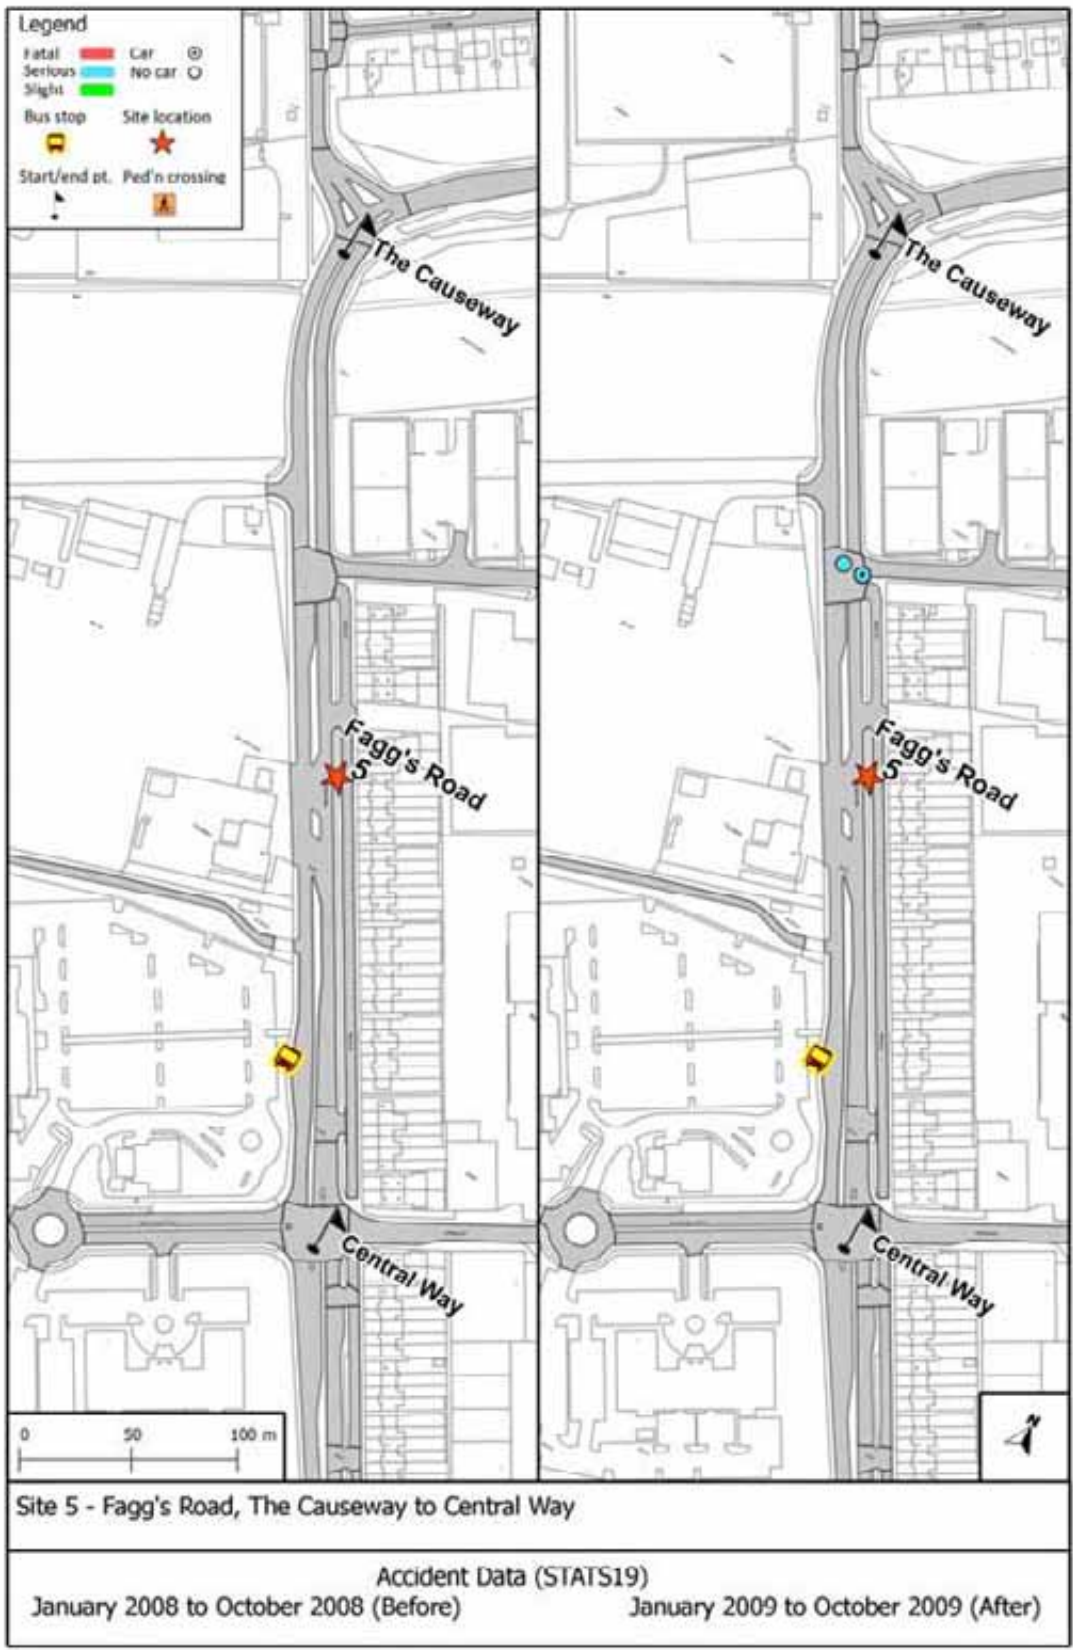 Legend
Fatal Car
Serious No car
Slight
Bus stop Site location
Start/end pt. Ped'n crossing
The Causeway
The Causeway
Fagg's Road
5
Fagg's Road
5
Central Way
Central Way
0 50 100 m
N
Site 5 - Fagg's Road, The Causeway to Central Way
Accident Data (STATS19)
January 2008 to October 2008 (Before) January 2009 to October 2009 (After)